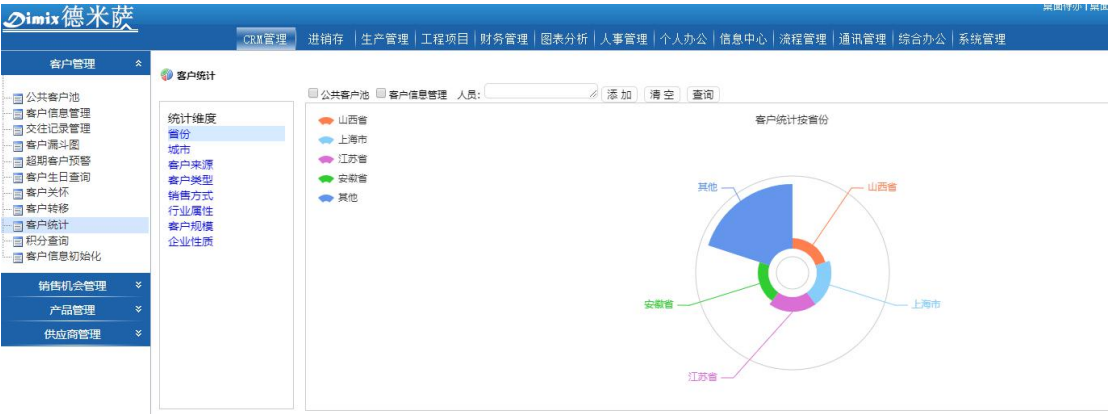 Dimix德米萨
桌面待办 | 桌面
CRM管理 进销存 | 生产管理 | 工程项目 | 财务管理 | 图表分析 | 人事管理 | 个人办公 | 信息中心 | 流程管理 | 通讯管理 | 综合办公 | 系统管理
客户管理
公共客户池
客户信息管理
交往记录管理
客户漏斗图
超期客户预警
客户生日查询
客户关怀
客户转移
客户统计
积分查询
客户信息初始化
销售机会管理
产品管理
供应商管理
客户统计
公共客户池 客户信息管理 人员: 添加 清空 查询
统计维度
省份
城市
客户来源
客户类型
销售方式
行业属性
客户规模
企业性质
山西省
上海市
江苏省
安徽省
其他
客户统计按省份
其他
山西省
安徽省
上海市
江苏省